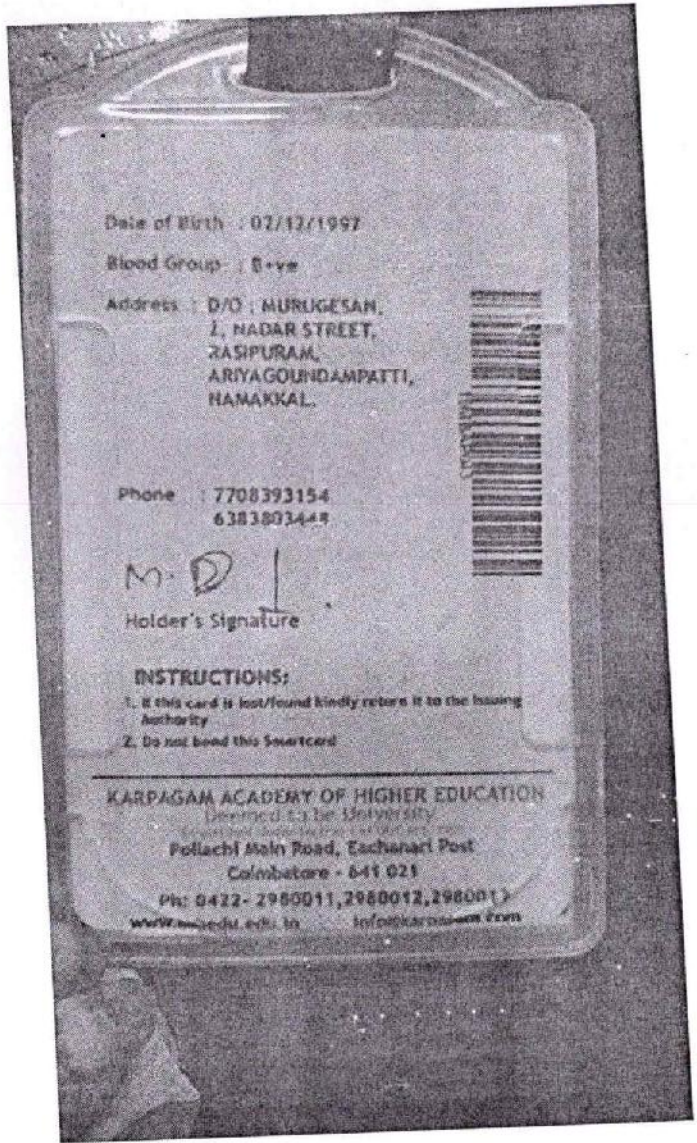 Date of Birth : 02/12/1997
Blood Group : B+ve
Address : D/O : MURUGESAN,
2, NADAR STREET,
RASIPURAM,
ARIYAGOUNDAMPATTI,
NAMAKKAL.
Phone : 7708393154
6383803448
M. D
Holder's Signature
INSTRUCTIONS:
1. If this card is lost/found kindly return it to the Issuing
Authority
2. Do not bend this Smartcard
KARPAGAM ACADEMY OF HIGHER EDUCATION
Deemed to be University
Pollachi Main Road, Eachanari Post
Coimbatore - 641 021
Ph: 0422- 2980011,2980012,2980013